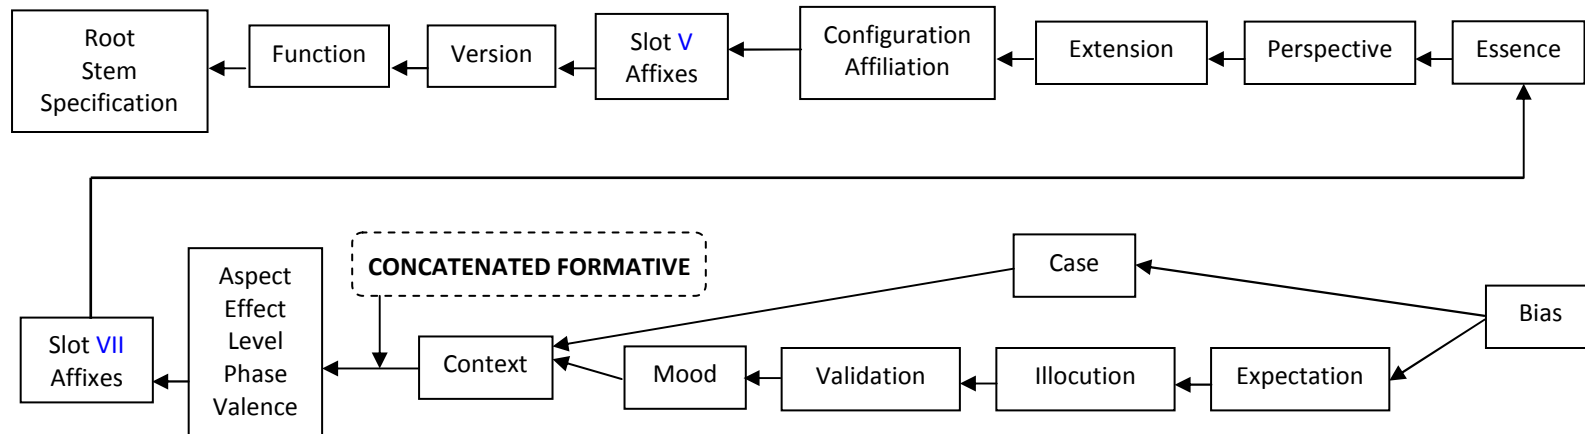 Root
Stem
Specification
Function
Version
Slot V
Affixes
Configuration
Affiliation
Extension
Perspective
Essence
Slot VII
Affixes
Aspect
Effect
Level
Phase
Valence
CONCATENATED FORMATIVE
Context
Case
Mood
Validation
Illocution
Expectation
Bias